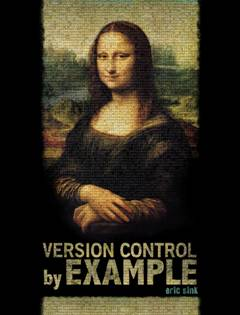 VERSION CONTROL
by EXAMPLE
eric sink